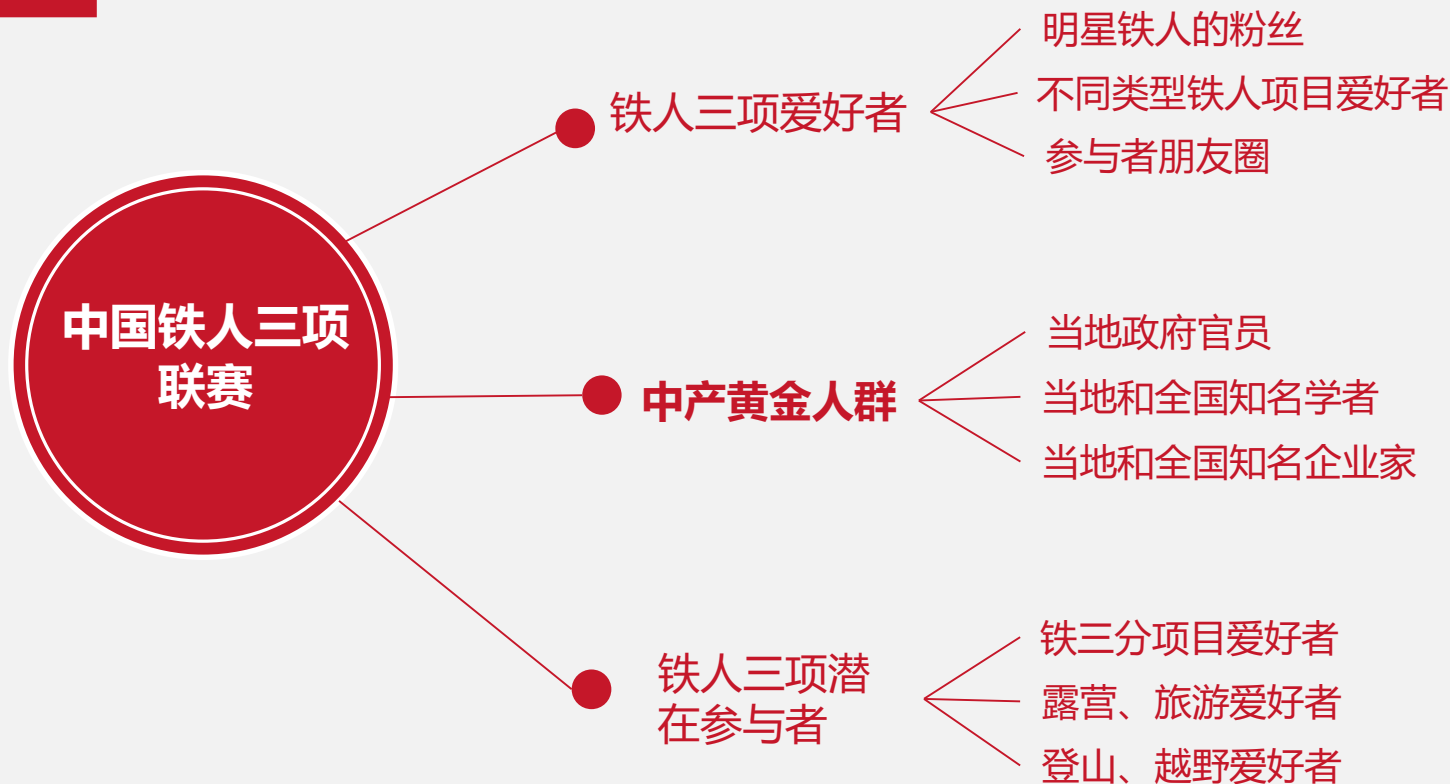 中国铁人三项
联赛
铁人三项爱好者
明星铁人的粉丝
不同类型铁人项目爱好者
参与者朋友圈
中产黄金人群
当地政府官员
当地和全国知名学者
当地和全国知名企业家
铁人三项潜
在参与者
铁三分项目爱好者
露营、旅游爱好者
登山、越野爱好者